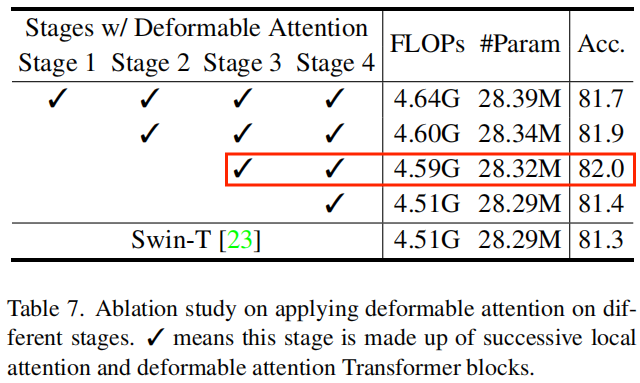 Stages w/ Deformable Attention FLOPs #Param Acc.
Stage 1 Stage 2 Stage 3 Stage 4
✓ ✓ ✓ ✓ 4.64G 28.39M 81.7
✓ ✓ ✓ 4.60G 28.34M 81.9
✓ ✓ 4.59G 28.32M 82.0
✓ 4.51G 28.29M 81.4
Swin-T [23] 4.51G 28.29M 81.3
Table 7. Ablation study on applying deformable attention on dif-
ferent stages. ✓ means this stage is made up of successive local
attention and deformable attention Transformer blocks.